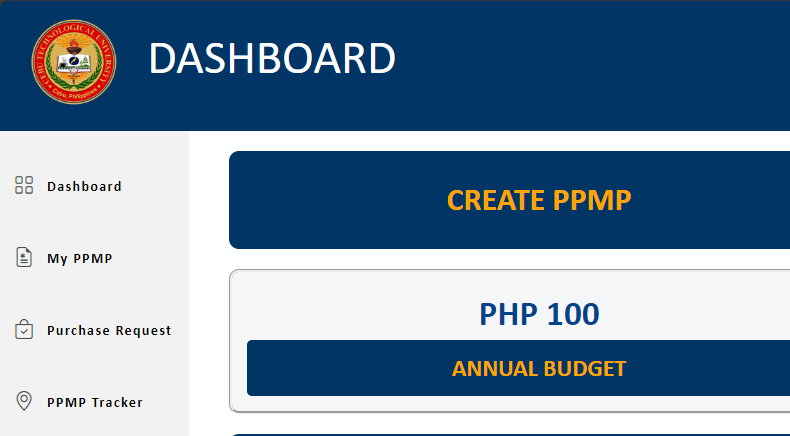 CEBU TECHNOLOGICAL UNIVERSITY
Cebu, Philippines
DASHBOARD
Dashboard
My PPMP
Purchase Request
PPMP Tracker
CREATE PPMP
PHP 100
ANNUAL BUDGET